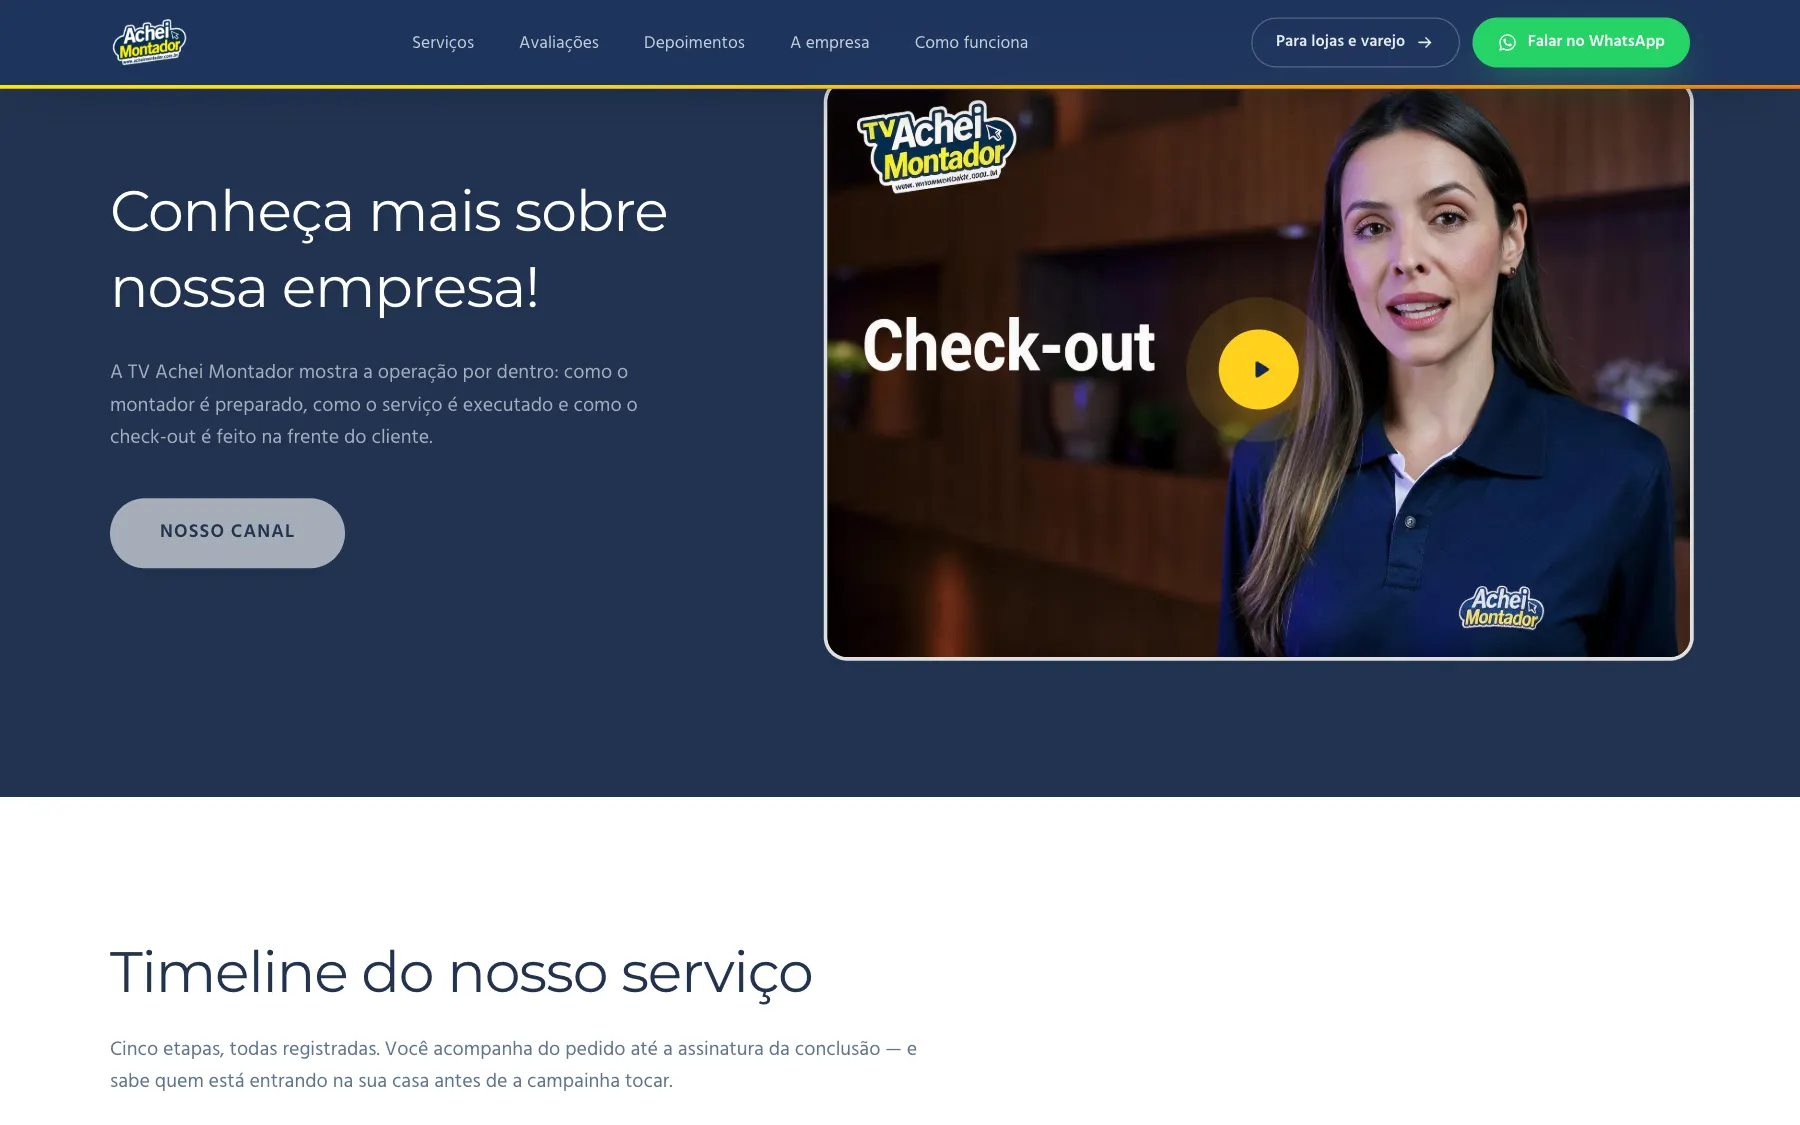 Achei
Montador
Serviços
Avaliações
Depoimentos
A empresa
Como funciona
Para lojas e varejo
Falar no WhatsApp
Conheça mais sobre
nossa empresa!
A TV Achei Montador mostra a operação por dentro: como o
montador é preparado, como o serviço é executado e como o
check-out é feito na frente do cliente.
NOSSO CANAL
TV Achei
Montador
Check-out
Achei
Montador
Timeline do nosso serviço
Cinco etapas, todas registradas. Você acompanha do pedido até a assinatura da conclusão — e
sabe quem está entrando na sua casa antes de a campainha tocar.